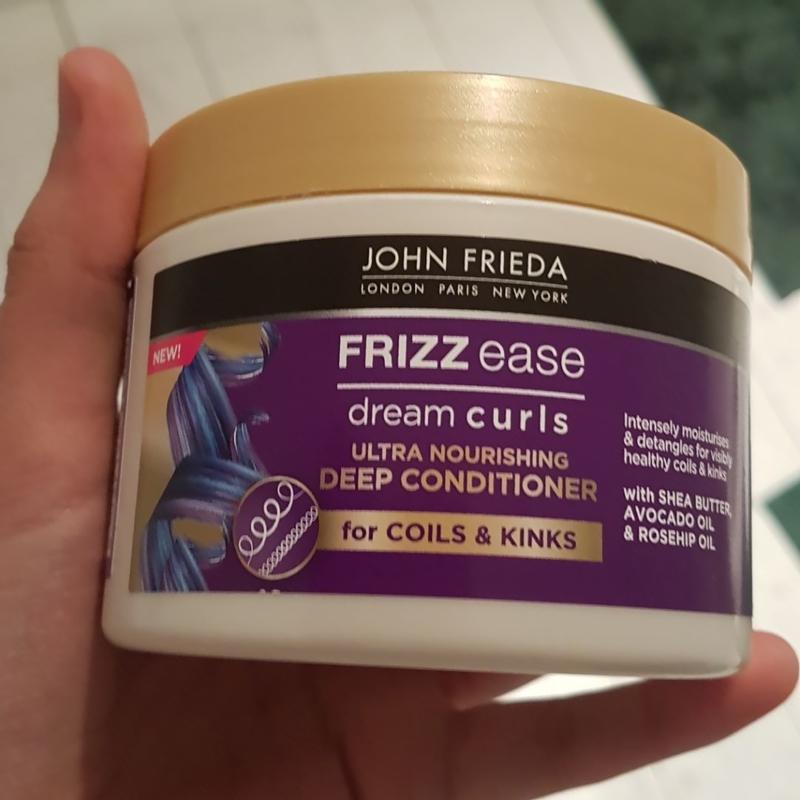 JOHN FRIEDA
LONDON PARIS NEW YORK
NEW!
FRIZZ ease
dream curls
ULTRA NOURISHING
DEEP CONDITIONER
for COILS & KINKS
Intensely moisturises
& detangles for visibly
healthy coils & kinks
with SHEA BUTTER,
AVOCADO OIL
& ROSEHIP OIL